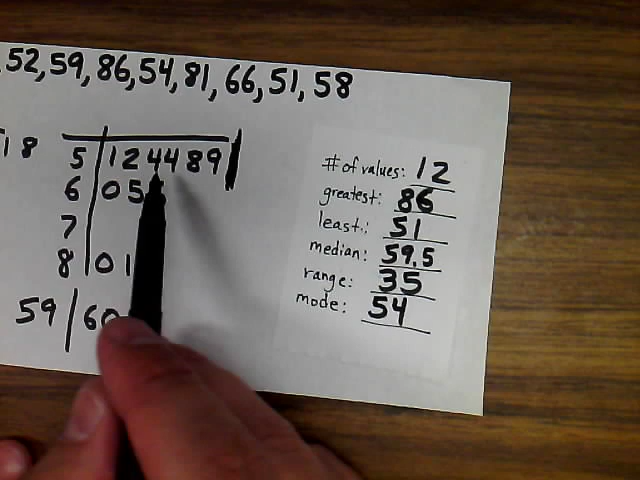 52, 59, 86, 54, 81, 66, 51, 58
18
5 | 1 2 4 4 8 9
6 | 0 5
7 |
8 | 0 1
59 | 60
# of values: 12
greatest: 86
least: 51
median: 59.5
range: 35
mode: 54